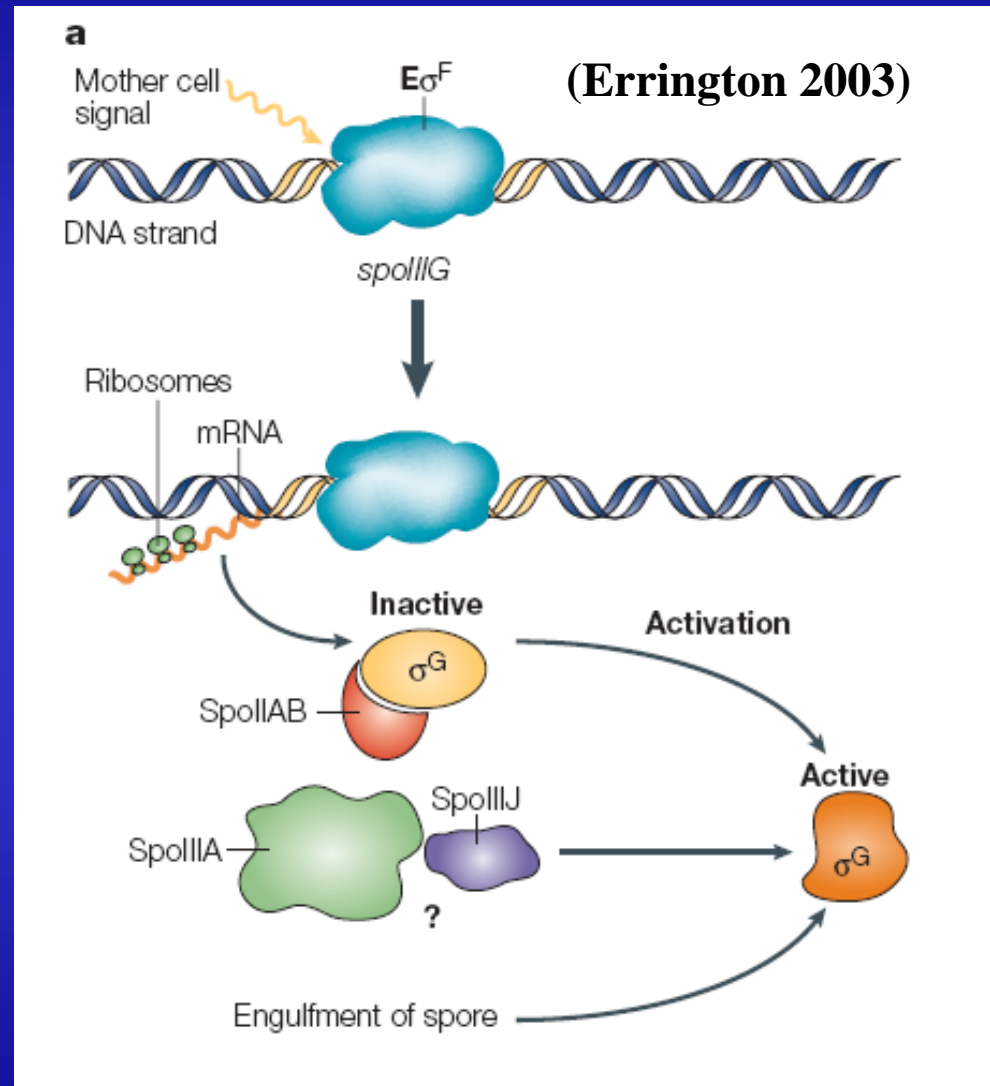 a
Mother cell
signal
EσF
(Errington 2003)
DNA strand
spoIIIG
Ribosomes
mRNA
Inactive
Activation
σG
SpoIIAB
Active
SpoIIIJ
SpoIIIA
σG
?
Engulfment of spore